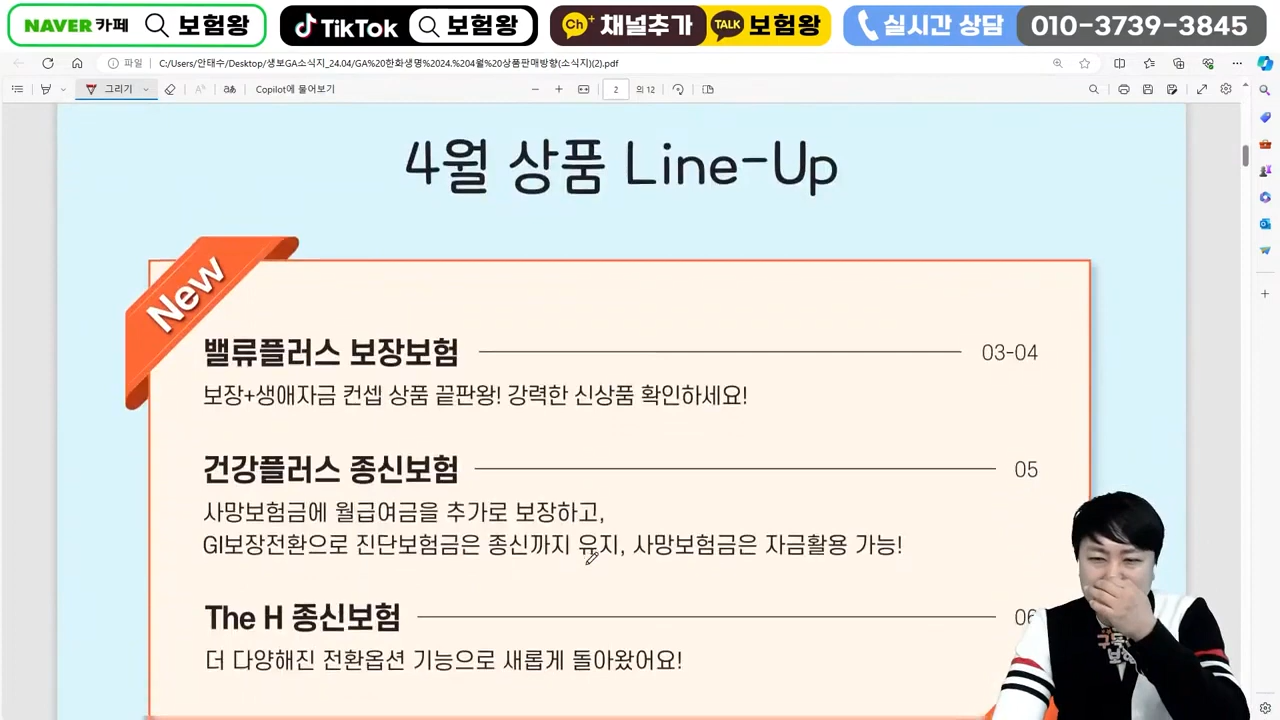 NAVER 카페 보험왕
TikTok 보험왕
Ch+ 채널추가 TALK 보험왕
실시간 상담 010-3739-3845
파일 C:/Users/안태수/Desktop/생보GA소식지_24.04/GA%20한화생명%2024.%204월%20상품판매방향(소식지)(2).pdf
그리기 aあ Copilot에 물어보기 2 의 12
4월 상품 Line-Up
New
밸류플러스 보장보험 03-04
보장+생애자금 컨셉 상품 끝판왕! 강력한 신상품 확인하세요!
건강플러스 종신보험 05
사망보험금에 월급여금을 추가로 보장하고,
GI보장전환으로 진단보험금은 종신까지 유지, 사망보험금은 자금활용 가능!
The H 종신보험 06
더 다양해진 전환옵션 기능으로 새롭게 돌아왔어요!